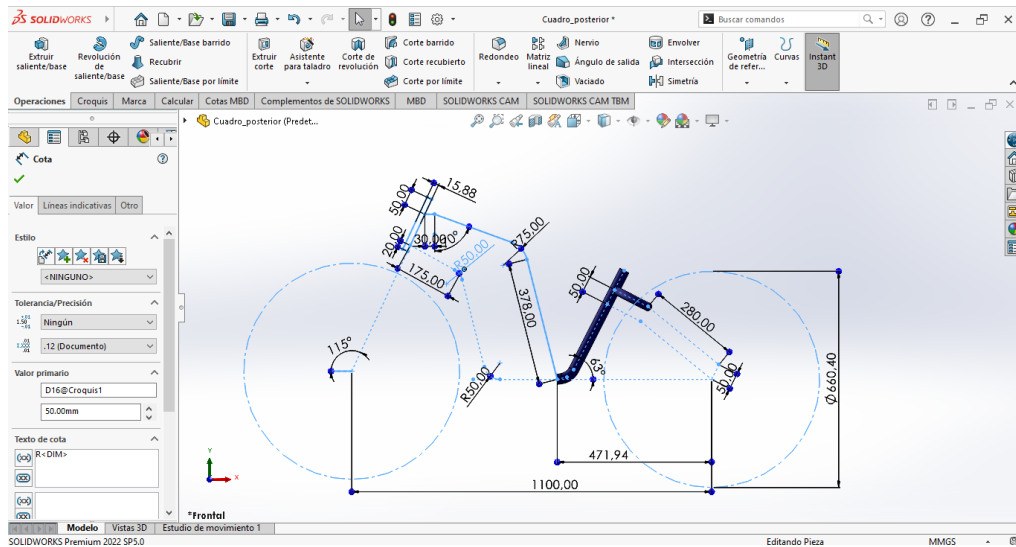 SOLIDWORKS
Cuadro_posterior *
Buscar comandos
Extruir saliente/base
Revolución de saliente/base
Saliente/Base barrido
Recubrir
Saliente/Base por límite
Extruir corte
Asistente para taladro
Corte de revolución
Corte barrido
Corte recubierto
Corte por límite
Redondeo
Matriz lineal
Nervio
Ángulo de salida
Vaciado
Envolver
Intersección
Simetría
Geometría de refer...
Curvas
Instant 3D
Operaciones
Croquis
Marca
Calcular
Cotas MBD
Complementos de SOLIDWORKS
MBD
SOLIDWORKS CAM
SOLIDWORKS CAM TBM
Cuadro_posterior (Predet...
Cota
Valor
Líneas indicativas
Otro
Estilo
<NINGUNO>
Tolerancia/Precisión
Ningún
.12 (Documento)
Valor primario
D16@Croquis1
50.00mm
Texto de cota
R<DIM>
15,88
50,00
20,00
30,00
R50,00
R75,00
175,00
378,00
50,00
280,00
115°
R50,00
63°
50,00
Ø660,40
471,94
1100,00
Y
X
*Frontal
Modelo
Vistas 3D
Estudio de movimiento 1
SOLIDWORKS Premium 2022 SP5.0
Editando Pieza
MMGS